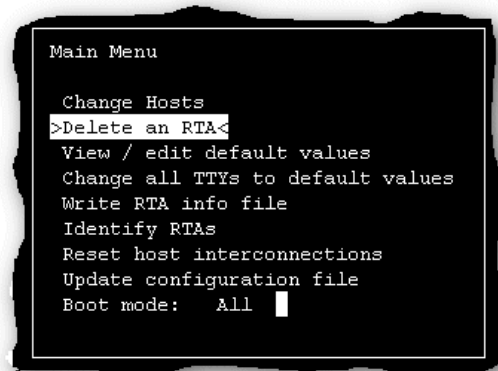 Main Menu
Change Hosts
>Delete an RTA<
View / edit default values
Change all TTYs to default values
Write RTA info file
Identify RTAs
Reset host interconnections
Update configuration file
Boot mode:   All